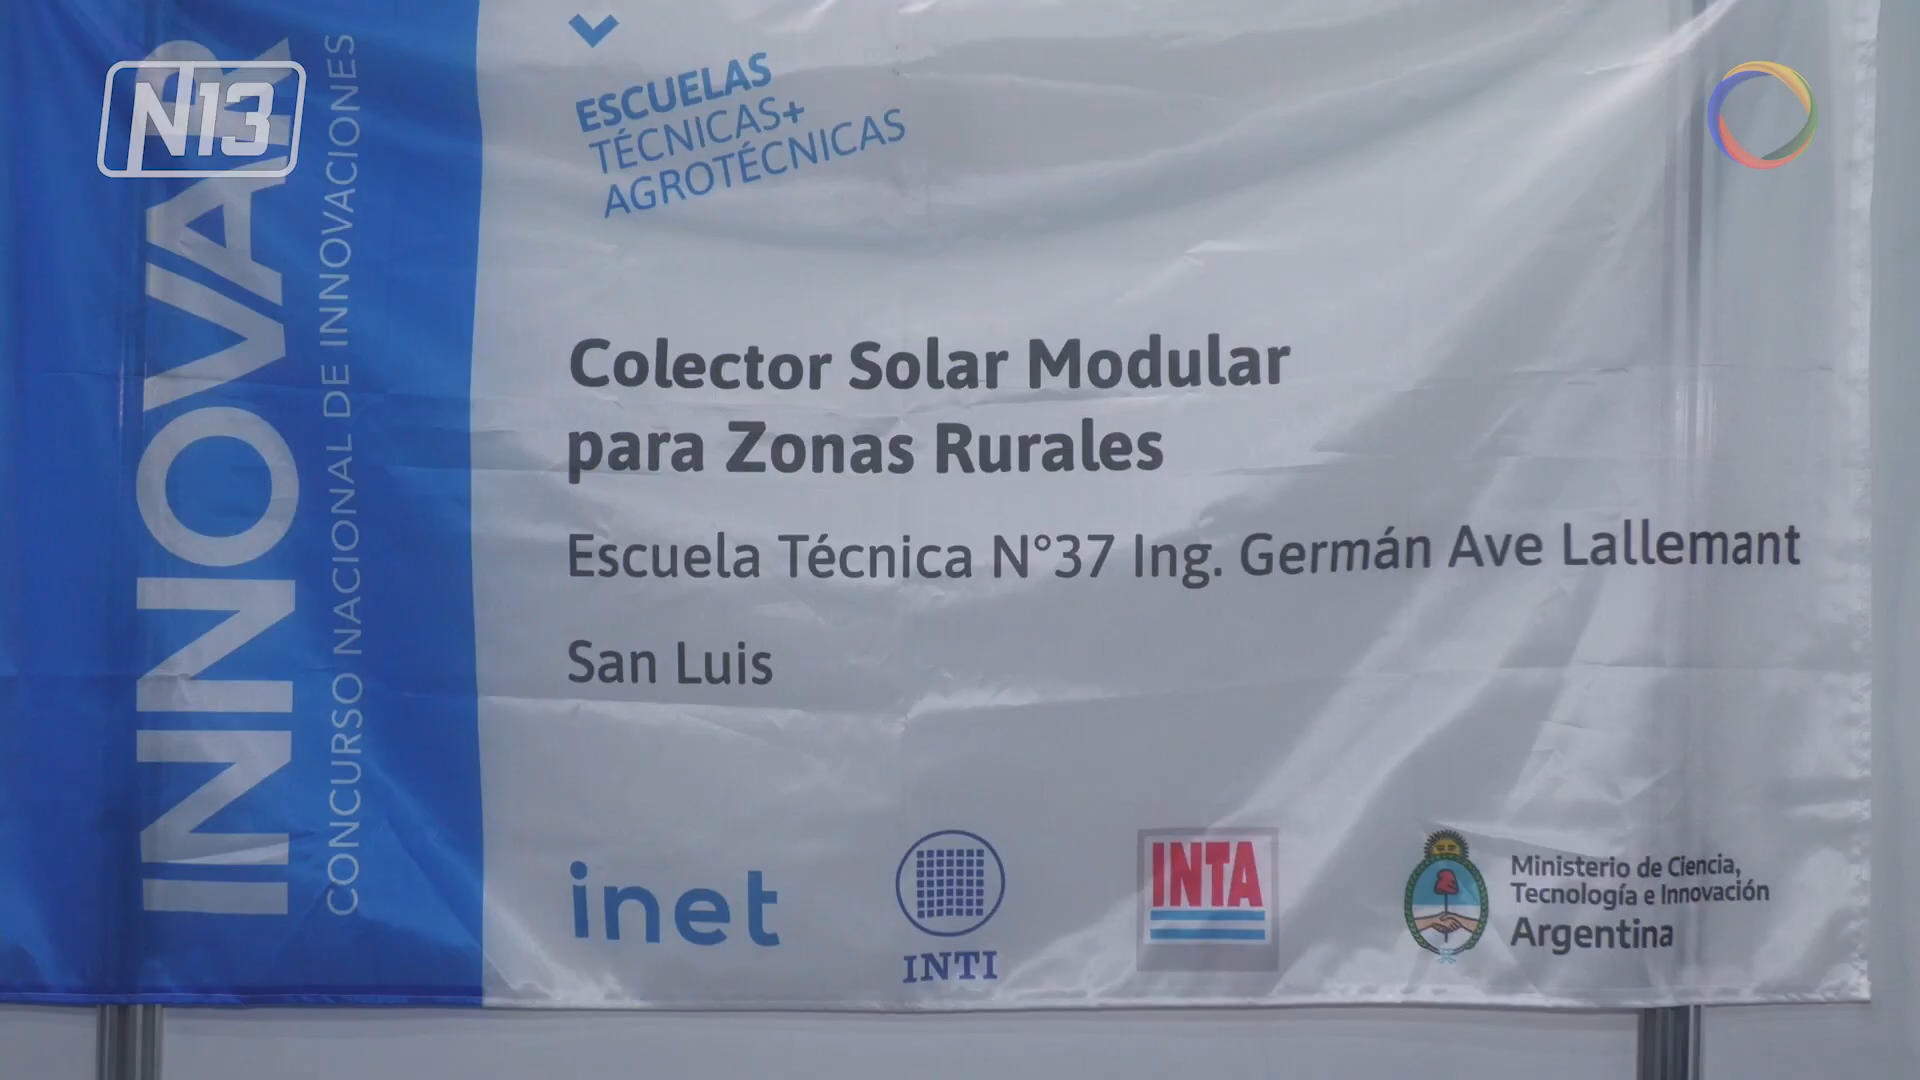 N13
INNOVAR
CONCURSO NACIONAL DE INNOVACIONES
ESCUELAS
TÉCNICAS+
AGROTÉCNICAS
Colector Solar Modular
para Zonas Rurales
Escuela Técnica N°37 Ing. Germán Ave Lallemant
San Luis
inet
INTI
INTA
Ministerio de Ciencia,
Tecnología e Innovación
Argentina